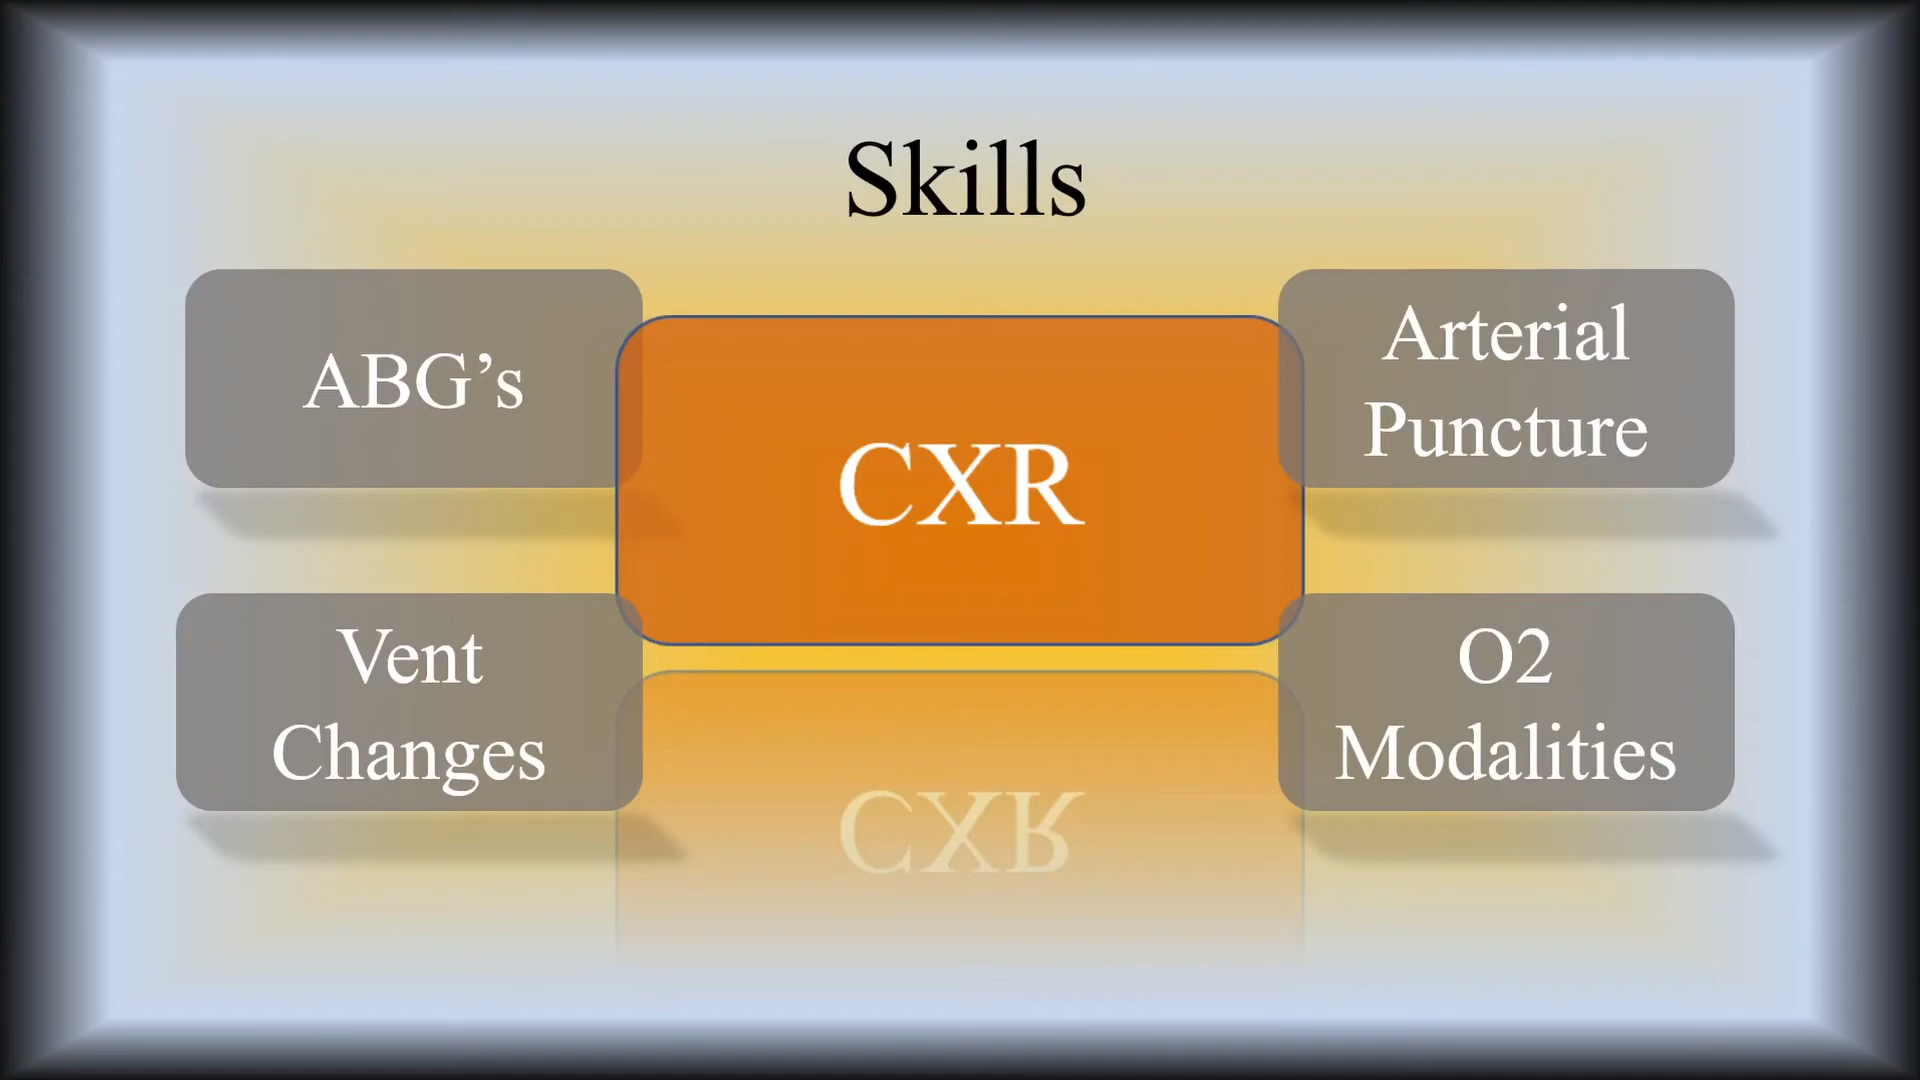 Skills
ABG’s
Arterial
Puncture
CXR
Vent
Changes
O2
Modalities
CXR